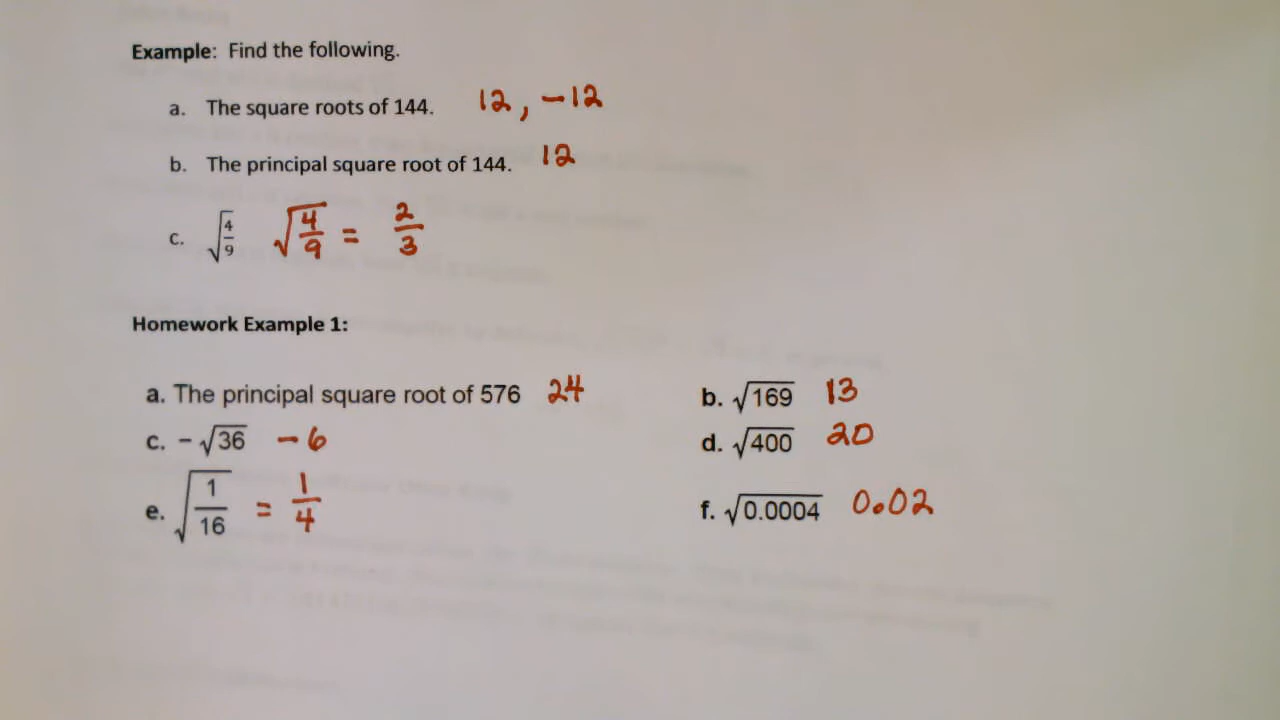 Example: Find the following.
a. The square roots of 144. 12, -12
b. The principal square root of 144. 12
c. √(4/9) √(4/9) = 2/3
Homework Example 1:
a. The principal square root of 576 24 b. √169 13
c. -√36 -6 d. √400 20
e. √(1/16) = 1/4 f. √0.0004 0.02